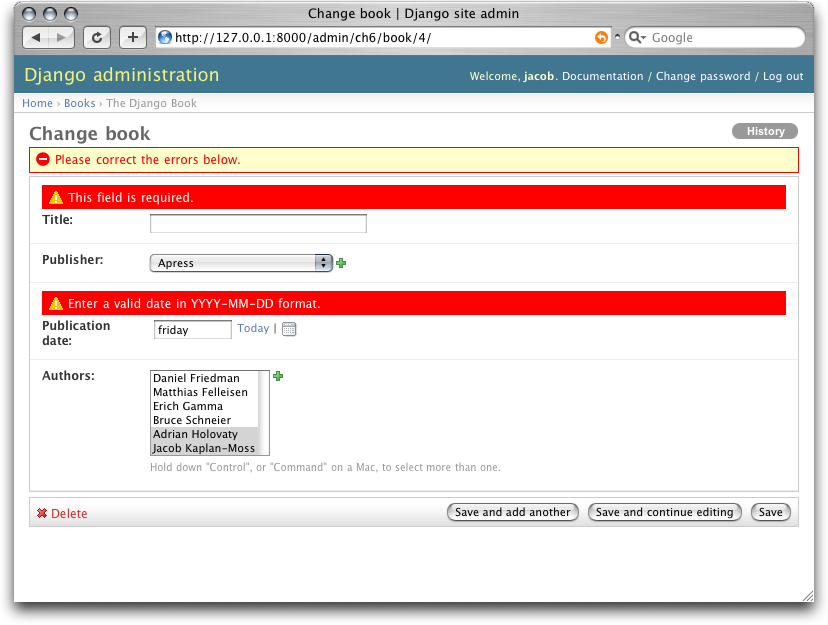 Change book | Django site admin
http://127.0.0.1:8000/admin/ch6/book/4/
Google
Django administration
Welcome, jacob. Documentation / Change password / Log out
Home › Books › The Django Book
Change book
History
Please correct the errors below.
This field is required.
Title:
Publisher:
Apress
Enter a valid date in YYYY-MM-DD format.
Publication
date:
friday
Today |
Authors:
Daniel Friedman
Matthias Felleisen
Erich Gamma
Bruce Schneier
Adrian Holovaty
Jacob Kaplan-Moss
Hold down "Control", or "Command" on a Mac, to select more than one.
Delete
Save and add another
Save and continue editing
Save